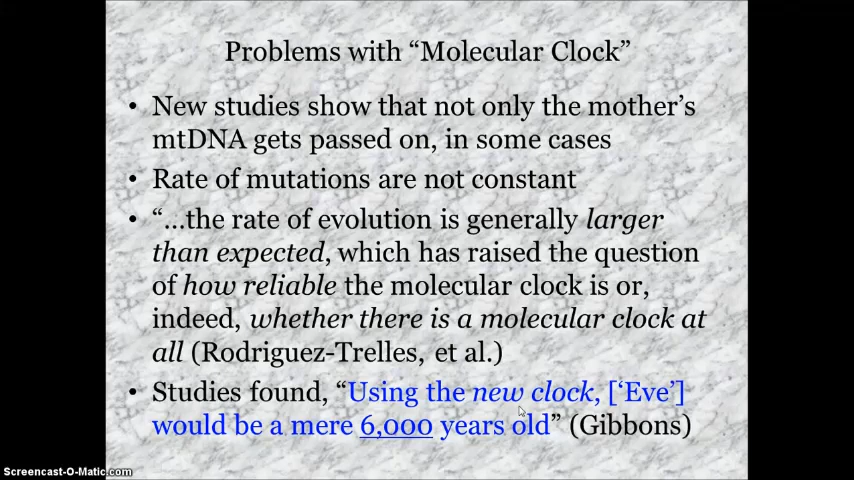 Problems with “Molecular Clock”
• New studies show that not only the mother’s
mtDNA gets passed on, in some cases
• Rate of mutations are not constant
• “…the rate of evolution is generally larger
than expected, which has raised the question
of how reliable the molecular clock is or,
indeed, whether there is a molecular clock at
all (Rodriguez-Trelles, et al.)
• Studies found, “Using the new clock, [‘Eve’]
would be a mere 6,000 years old” (Gibbons)
Screencast-O-Matic.com